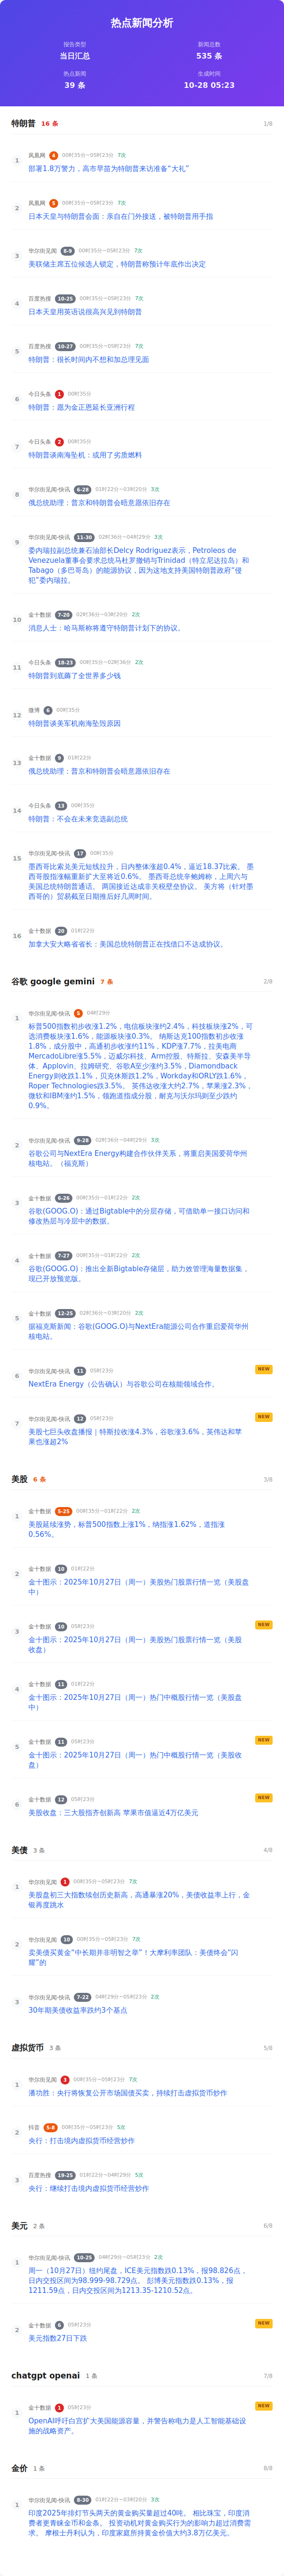 热点新闻分析
报告类型
当日汇总
新闻总数
535 条
热点新闻
39 条
生成时间
10-28 05:23
特朗普 16 条 1/8
1
凤凰网 4 00时35分~05时23分 7次
部署1.8万警力，高市早苗为特朗普来访准备“大礼”
2
凤凰网 5 00时35分~05时23分 7次
日本天皇与特朗普会面：亲自在门外接送，被特朗普用手指
3
华尔街见闻 8-9 00时35分~05时23分 7次
美联储主席五位候选人锁定，特朗普称预计年底作出决定
4
百度热搜 10-25 00时35分~05时23分 7次
日本天皇用英语说很高兴见到特朗普
5
百度热搜 10-27 00时35分~05时23分 7次
特朗普：很长时间内不想和加总理见面
6
今日头条 1 00时35分
特朗普：愿为金正恩延长亚洲行程
7
今日头条 2 00时35分
特朗普谈南海坠机：或用了劣质燃料
8
华尔街见闻-快讯 6-28 01时22分~03时20分 3次
俄总统助理：普京和特朗普会晤意愿依旧存在
9
华尔街见闻-快讯 11-30 02时36分~04时29分 3次
委内瑞拉副总统兼石油部长Delcy Rodriguez表示，Petroleos de
Venezuela董事会要求总统马杜罗撤销与Trinidad（特立尼达拉岛）和
Tabago（多巴哥岛）的能源协议，因为这地支持美国特朗普政府“侵
犯”委内瑞拉。
10
金十数据 7-20 02时36分~03时20分 2次
消息人士：哈马斯称将遵守特朗普计划下的协议。
11
今日头条 18-23 00时35分~02时36分 2次
特朗普到底薅了全世界多少钱
12
微博 6 00时35分
特朗普谈美军机南海坠毁原因
13
金十数据 9 01时22分
俄总统助理：普京和特朗普会晤意愿依旧存在
14
今日头条 13 00时35分
特朗普：不会在未来竞选副总统
15
华尔街见闻-快讯 17 00时35分
墨西哥比索兑美元短线拉升，日内整体涨超0.4%，逼近18.37比索。 墨
西哥股指涨幅重新扩大至将近0.6%。 墨西哥总统辛鲍姆称，上周六与
美国总统特朗普通话。 两国接近达成非关税壁垒协议。 美方将（针对墨
西哥的）贸易截至日期推后好几周时间。
16
金十数据 20 01时22分
加拿大安大略省省长：美国总统特朗普正在找借口不达成协议。
谷歌 google gemini 7 条 2/8
1
华尔街见闻-快讯 5 04时29分
标普500指数初步收涨1.2%，电信板块涨约2.4%，科技板块涨2%，可
选消费板块涨1.6%，能源板块涨0.3%。 纳斯达克100指数初步收涨
1.8%，成分股中，高通初步收涨约11%，KDP涨7.7%，拉美电商
MercadoLibre涨5.5%，迈威尔科技、Arm控股、特斯拉、安森美半导
体、Applovin、拉姆研究、谷歌A至少涨约3.5%，Diamondback
Energy则收跌1.1%，贝克休斯跌1.2%，Workday和ORLY跌1.6%，
Roper Technologies跌3.5%。 英伟达收涨大约2.7%，苹果涨2.3%，
微软和IBM涨约1.5%，领跑道指成分股，耐克与沃尔玛则至少跌约
0.9%。
2
华尔街见闻-快讯 9-28 02时36分~04时29分 3次
谷歌公司与NextEra Energy构建合作伙伴关系，将重启美国爱荷华州
核电站。（福克斯）
3
金十数据 6-26 00时35分~01时22分 2次
谷歌(GOOG.O)：通过Bigtable中的分层存储，可借助单一接口访问和
修改热层与冷层中的数据。
4
金十数据 7-27 00时35分~01时22分 2次
谷歌(GOOG.O)：推出全新Bigtable存储层，助力效管理海量数据集，
现已开放预览版。
5
金十数据 12-25 02时36分~03时20分 2次
据福克斯新闻：谷歌(GOOG.O)与NextEra能源公司合作重启爱荷华州
核电站。
6
华尔街见闻-快讯 11 05时23分 NEW
NextEra Energy（公告确认）与谷歌公司在核能领域合作。
7
华尔街见闻-快讯 12 05时23分 NEW
美股七巨头收盘播报｜特斯拉收涨4.3%，谷歌涨3.6%，英伟达和苹
果也涨超2%
美股 6 条 3/8
1
金十数据 5-25 00时35分~01时22分 2次
美股延续涨势，标普500指数上涨1%，纳指涨1.62%，道指涨
0.56%。
2
金十数据 10 01时22分
金十图示：2025年10月27日（周一）美股热门股票行情一览（美股盘
中）
3
金十数据 10 05时23分 NEW
金十图示：2025年10月27日（周一）美股热门股票行情一览（美股
收盘）
4
金十数据 11 01时22分
金十图示：2025年10月27日（周一）热门中概股行情一览（美股盘
中）
5
金十数据 11 05时23分 NEW
金十图示：2025年10月27日（周一）热门中概股行情一览（美股收
盘）
6
金十数据 12 05时23分 NEW
美股收盘：三大股指齐创新高 苹果市值逼近4万亿美元
美债 3 条 4/8
1
华尔街见闻 1 00时35分~05时23分 7次
美股盘初三大指数续创历史新高，高通暴涨20%，美债收益率上行，金
银再度跳水
2
华尔街见闻 10 00时35分~05时23分 7次
卖美债买黄金“中长期并非明智之举”！大摩利率团队：美债终会“闪
耀”的
3
华尔街见闻-快讯 7-22 04时29分~05时23分 2次
30年期美债收益率跌约3个基点
虚拟货币 3 条 5/8
1
华尔街见闻 3 00时35分~05时23分 7次
潘功胜：央行将恢复公开市场国债买卖，持续打击虚拟货币炒作
2
抖音 5-8 00时35分~05时23分 5次
央行：打击境内虚拟货币经营炒作
3
百度热搜 19-25 01时22分~04时29分 5次
央行：继续打击境内虚拟货币经营炒作
美元 2 条 6/8
1
华尔街见闻-快讯 10-25 04时29分~05时23分 2次
周一（10月27日）纽约尾盘，ICE美元指数跌0.13%，报98.826点，
日内交投区间为98.999-98.729点。 彭博美元指数跌0.13%，报
1211.59点，日内交投区间为1213.35-1210.52点。
2
金十数据 6 05时23分 NEW
美元指数27日下跌
chatgpt openai 1 条 7/8
1
金十数据 1 05时23分 NEW
OpenAI呼吁白宫扩大美国能源容量，并警告称电力是人工智能基础设
施的战略资产。
金价 1 条 8/8
1
华尔街见闻-快讯 8-30 01时22分~03时20分 3次
印度2025年排灯节头两天的黄金购买量超过40吨。 相比珠宝，印度消
费者更青睐金币和金条。 投资动机对黄金购买行为的影响力超过消费需
求。 摩根士丹利认为，印度家庭所持黄金价值大约3.8万亿美元。